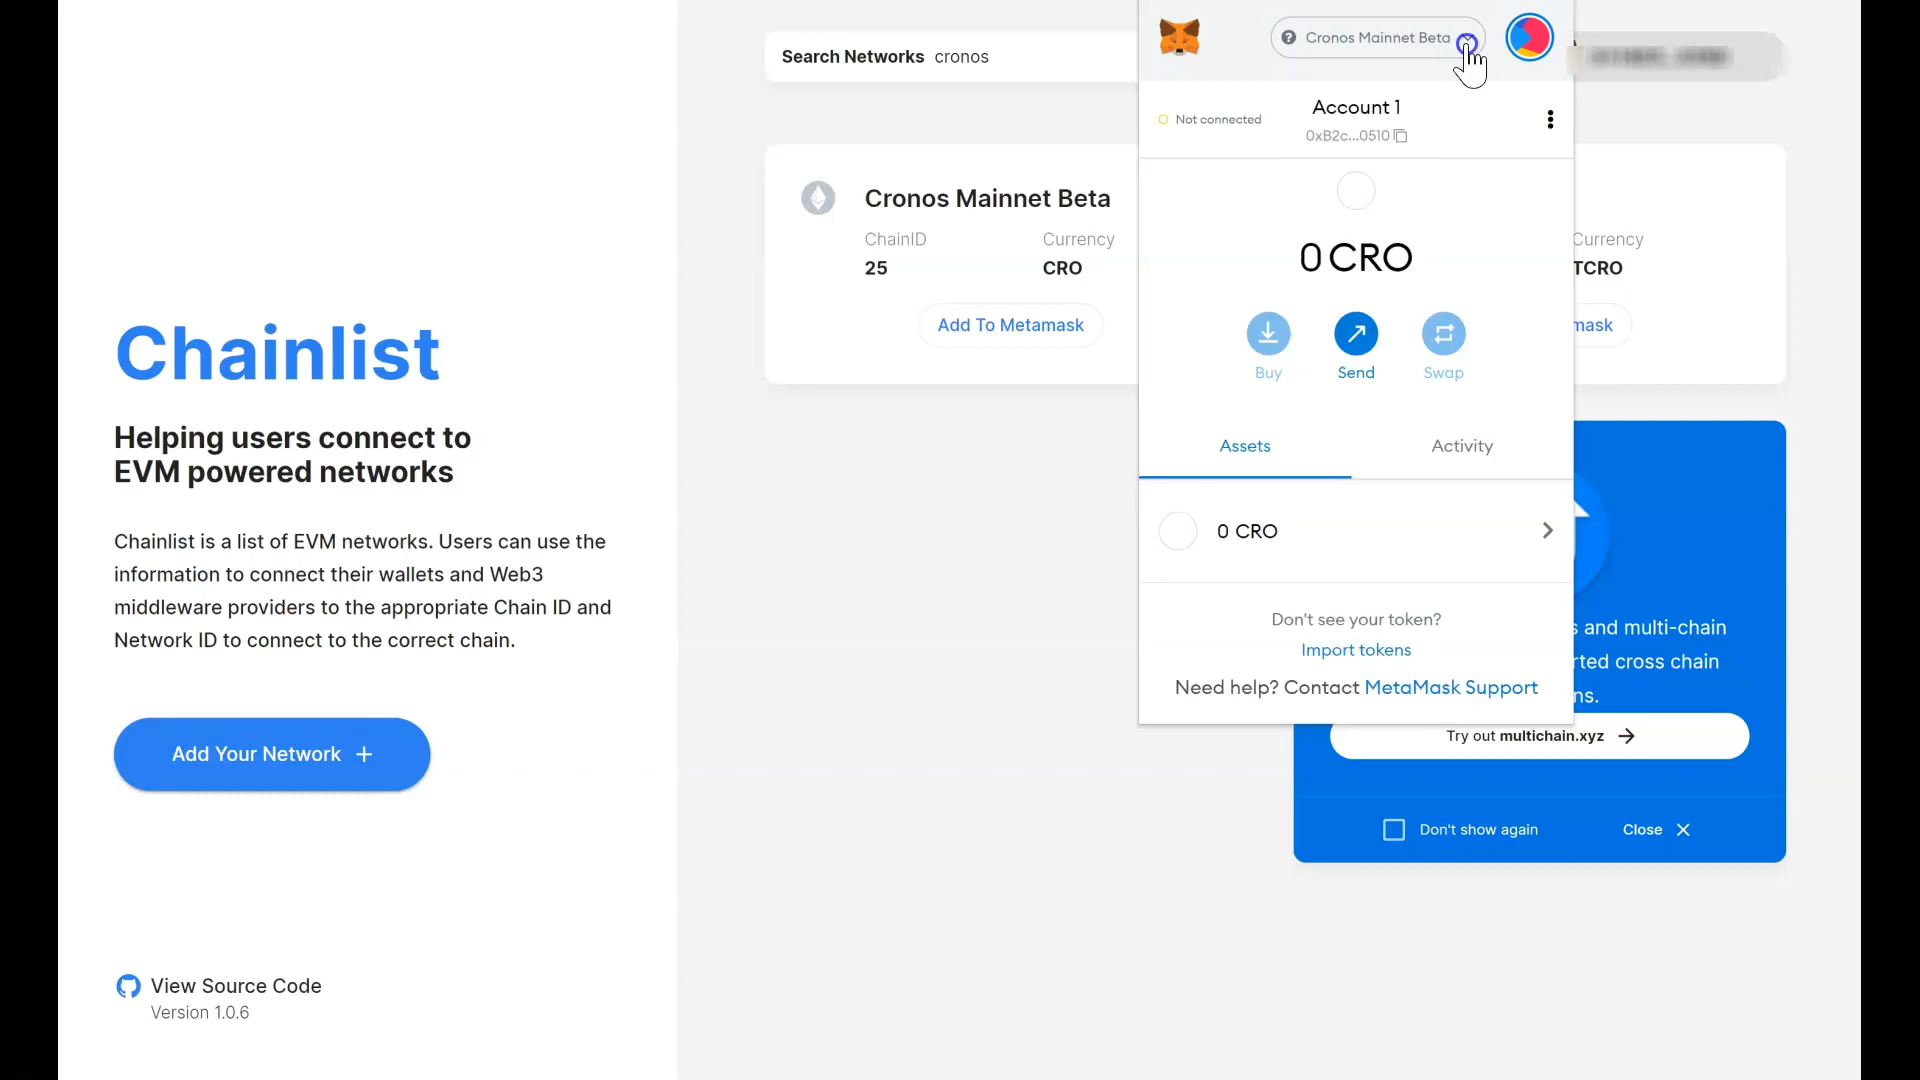 Search Networks cronos
Cronos Mainnet Beta
Not connected
Account 1
0xB2c...0510
Cronos Mainnet Beta
ChainID
Currency
25
CRO
Add To Metamask
Currency
TCRO
mask
0 CRO
Buy
Send
Swap
Assets
Activity
0 CRO
Don't see your token?
Import tokens
Need help? Contact MetaMask Support
Chainlist
Helping users connect to
EVM powered networks
Chainlist is a list of EVM networks. Users can use the
information to connect their wallets and Web3
middleware providers to the appropriate Chain ID and
Network ID to connect to the correct chain.
Add Your Network +
s and multi-chain
rted cross chain
ns.
Try out multichain.xyz
Don't show again
Close
View Source Code
Version 1.0.6